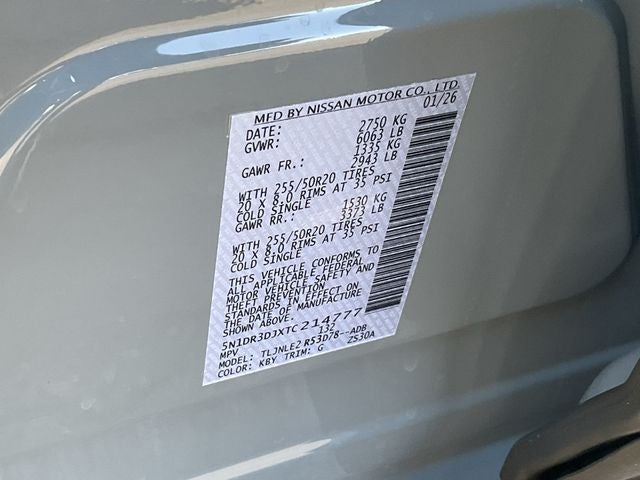 MFD BY NISSAN MOTOR CO., LTD.
DATE: 01/26
GVWR: 2750 KG
6063 LB
GAWR FR.: 1335 KG
2943 LB
WITH 255/50R20 TIRES
20 X 8.0 RIMS AT 35 PSI
COLD SINGLE
GAWR RR.: 1530 KG
3373 LB
WITH 255/50R20 TIRES
20 X 8.0 RIMS AT 35 PSI
COLD SINGLE
THIS VEHICLE CONFORMS TO
ALL APPLICABLE FEDERAL
MOTOR VEHICLE SAFETY AND
THEFT PREVENTION
STANDARDS IN EFFECT ON
THE DATE OF MANUFACTURE
SHOWN ABOVE.
5N1DR3DJXTC214777
MPV 132
MODEL: TLJNLE2 R53D78--ADB
COLOR: KBY TRIM: G ZS30A